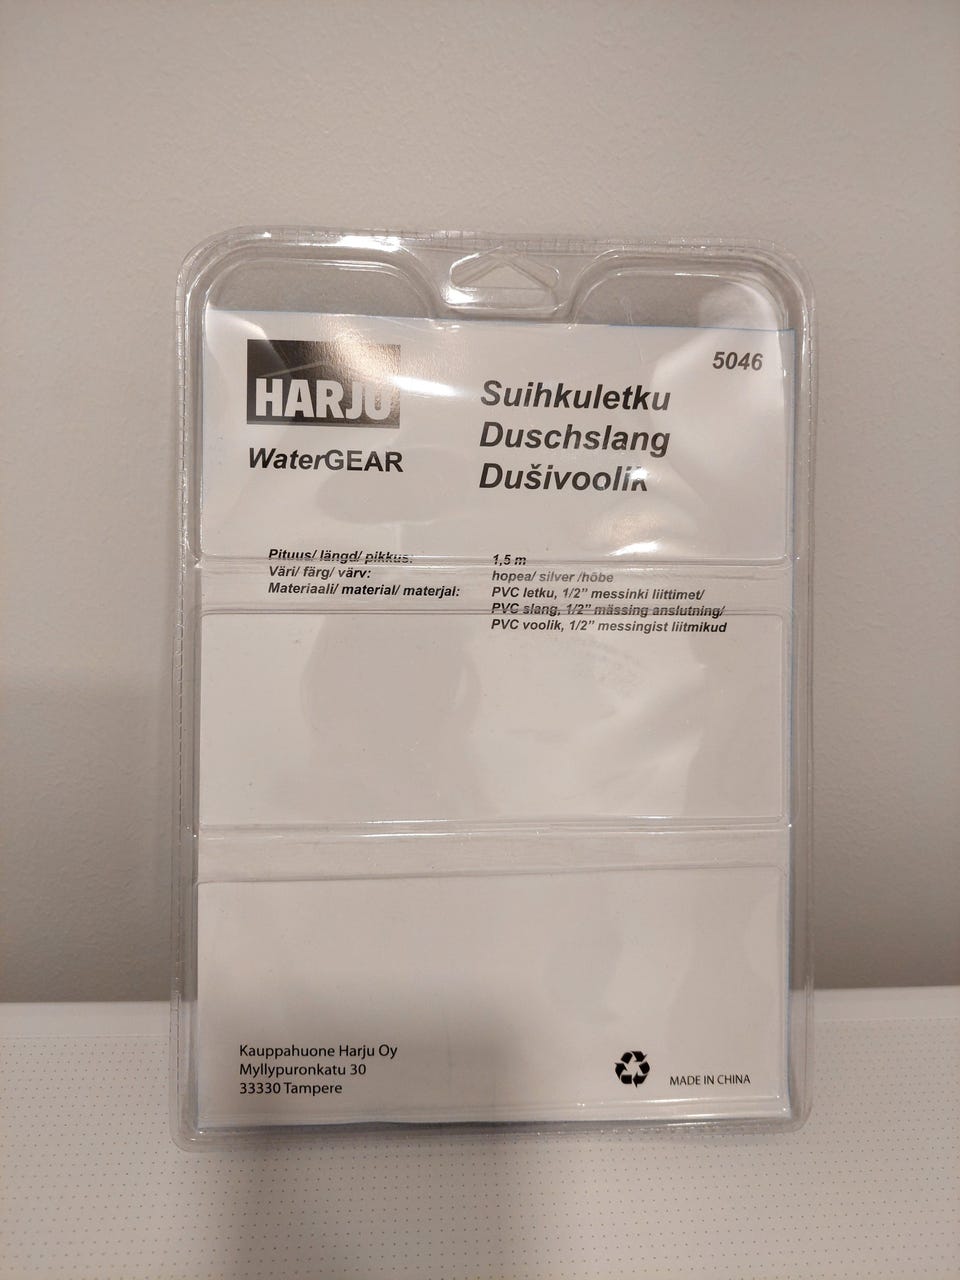 HARJU
WaterGEAR
5046
Suihkuletku
Duschslang
Dušivoolik
Pituus/ längd/ pikkus: 1,5 m
Väri/ färg/ värv: hopea/ silver /hõbe
Materiaali/ material/ materjal: PVC letku, 1/2” messinki liittimet/
PVC slang, 1/2” mässing anslutning/
PVC voolik, 1/2” messingist liitmikud
Kauppahuone Harju Oy
Myllypuronkatu 30
33330 Tampere
MADE IN CHINA